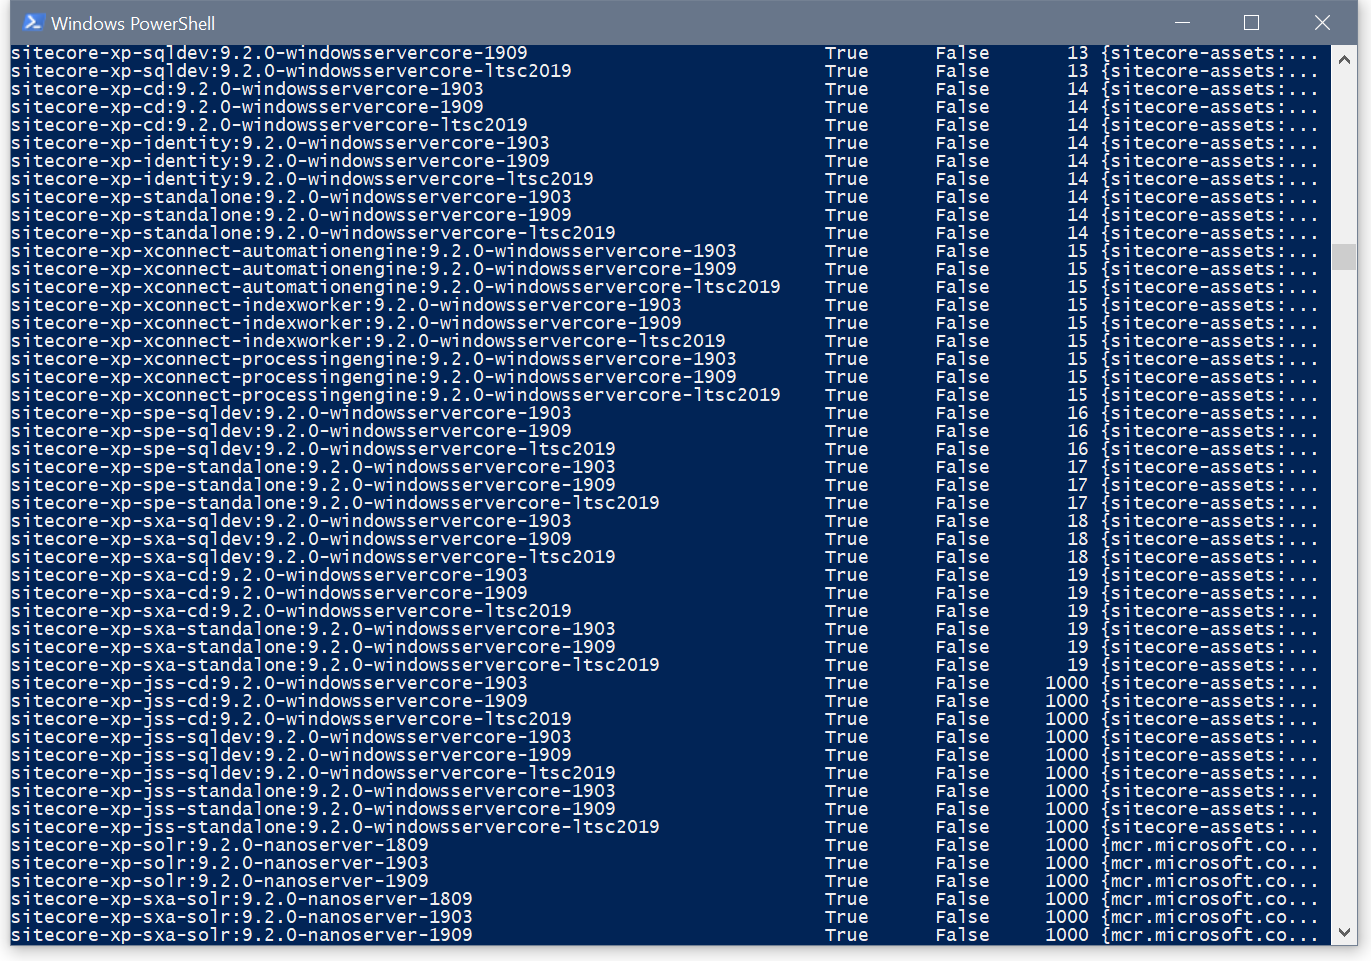 Windows PowerShell
sitecore-xp-sqldev:9.2.0-windowsservercore-1909 True False 13 {sitecore-assets:...
sitecore-xp-sqldev:9.2.0-windowsservercore-ltsc2019 True False 13 {sitecore-assets:...
sitecore-xp-cd:9.2.0-windowsservercore-1903 True False 14 {sitecore-assets:...
sitecore-xp-cd:9.2.0-windowsservercore-1909 True False 14 {sitecore-assets:...
sitecore-xp-cd:9.2.0-windowsservercore-ltsc2019 True False 14 {sitecore-assets:...
sitecore-xp-identity:9.2.0-windowsservercore-1903 True False 14 {sitecore-assets:...
sitecore-xp-identity:9.2.0-windowsservercore-1909 True False 14 {sitecore-assets:...
sitecore-xp-identity:9.2.0-windowsservercore-ltsc2019 True False 14 {sitecore-assets:...
sitecore-xp-standalone:9.2.0-windowsservercore-1903 True False 14 {sitecore-assets:...
sitecore-xp-standalone:9.2.0-windowsservercore-1909 True False 14 {sitecore-assets:...
sitecore-xp-standalone:9.2.0-windowsservercore-ltsc2019 True False 14 {sitecore-assets:...
sitecore-xp-xconnect-automationengine:9.2.0-windowsservercore-1903 True False 15 {sitecore-assets:...
sitecore-xp-xconnect-automationengine:9.2.0-windowsservercore-1909 True False 15 {sitecore-assets:...
sitecore-xp-xconnect-automationengine:9.2.0-windowsservercore-ltsc2019 True False 15 {sitecore-assets:...
sitecore-xp-xconnect-indexworker:9.2.0-windowsservercore-1903 True False 15 {sitecore-assets:...
sitecore-xp-xconnect-indexworker:9.2.0-windowsservercore-1909 True False 15 {sitecore-assets:...
sitecore-xp-xconnect-indexworker:9.2.0-windowsservercore-ltsc2019 True False 15 {sitecore-assets:...
sitecore-xp-xconnect-processingengine:9.2.0-windowsservercore-1903 True False 15 {sitecore-assets:...
sitecore-xp-xconnect-processingengine:9.2.0-windowsservercore-1909 True False 15 {sitecore-assets:...
sitecore-xp-xconnect-processingengine:9.2.0-windowsservercore-ltsc2019 True False 15 {sitecore-assets:...
sitecore-xp-spe-sqldev:9.2.0-windowsservercore-1903 True False 16 {sitecore-assets:...
sitecore-xp-spe-sqldev:9.2.0-windowsservercore-1909 True False 16 {sitecore-assets:...
sitecore-xp-spe-sqldev:9.2.0-windowsservercore-ltsc2019 True False 16 {sitecore-assets:...
sitecore-xp-spe-standalone:9.2.0-windowsservercore-1903 True False 17 {sitecore-assets:...
sitecore-xp-spe-standalone:9.2.0-windowsservercore-1909 True False 17 {sitecore-assets:...
sitecore-xp-spe-standalone:9.2.0-windowsservercore-ltsc2019 True False 17 {sitecore-assets:...
sitecore-xp-sxa-sqldev:9.2.0-windowsservercore-1903 True False 18 {sitecore-assets:...
sitecore-xp-sxa-sqldev:9.2.0-windowsservercore-1909 True False 18 {sitecore-assets:...
sitecore-xp-sxa-sqldev:9.2.0-windowsservercore-ltsc2019 True False 18 {sitecore-assets:...
sitecore-xp-sxa-cd:9.2.0-windowsservercore-1903 True False 19 {sitecore-assets:...
sitecore-xp-sxa-cd:9.2.0-windowsservercore-1909 True False 19 {sitecore-assets:...
sitecore-xp-sxa-cd:9.2.0-windowsservercore-ltsc2019 True False 19 {sitecore-assets:...
sitecore-xp-sxa-standalone:9.2.0-windowsservercore-1903 True False 19 {sitecore-assets:...
sitecore-xp-sxa-standalone:9.2.0-windowsservercore-1909 True False 19 {sitecore-assets:...
sitecore-xp-sxa-standalone:9.2.0-windowsservercore-ltsc2019 True False 19 {sitecore-assets:...
sitecore-xp-jss-cd:9.2.0-windowsservercore-1903 True False 1000 {sitecore-assets:...
sitecore-xp-jss-cd:9.2.0-windowsservercore-1909 True False 1000 {sitecore-assets:...
sitecore-xp-jss-cd:9.2.0-windowsservercore-ltsc2019 True False 1000 {sitecore-assets:...
sitecore-xp-jss-sqldev:9.2.0-windowsservercore-1903 True False 1000 {sitecore-assets:...
sitecore-xp-jss-sqldev:9.2.0-windowsservercore-1909 True False 1000 {sitecore-assets:...
sitecore-xp-jss-sqldev:9.2.0-windowsservercore-ltsc2019 True False 1000 {sitecore-assets:...
sitecore-xp-jss-standalone:9.2.0-windowsservercore-1903 True False 1000 {sitecore-assets:...
sitecore-xp-jss-standalone:9.2.0-windowsservercore-1909 True False 1000 {sitecore-assets:...
sitecore-xp-jss-standalone:9.2.0-windowsservercore-ltsc2019 True False 1000 {sitecore-assets:...
sitecore-xp-solr:9.2.0-nanoserver-1809 True False 1000 {mcr.microsoft.co...
sitecore-xp-solr:9.2.0-nanoserver-1903 True False 1000 {mcr.microsoft.co...
sitecore-xp-solr:9.2.0-nanoserver-1909 True False 1000 {mcr.microsoft.co...
sitecore-xp-sxa-solr:9.2.0-nanoserver-1809 True False 1000 {mcr.microsoft.co...
sitecore-xp-sxa-solr:9.2.0-nanoserver-1903 True False 1000 {mcr.microsoft.co...
sitecore-xp-sxa-solr:9.2.0-nanoserver-1909 True False 1000 {mcr.microsoft.co...